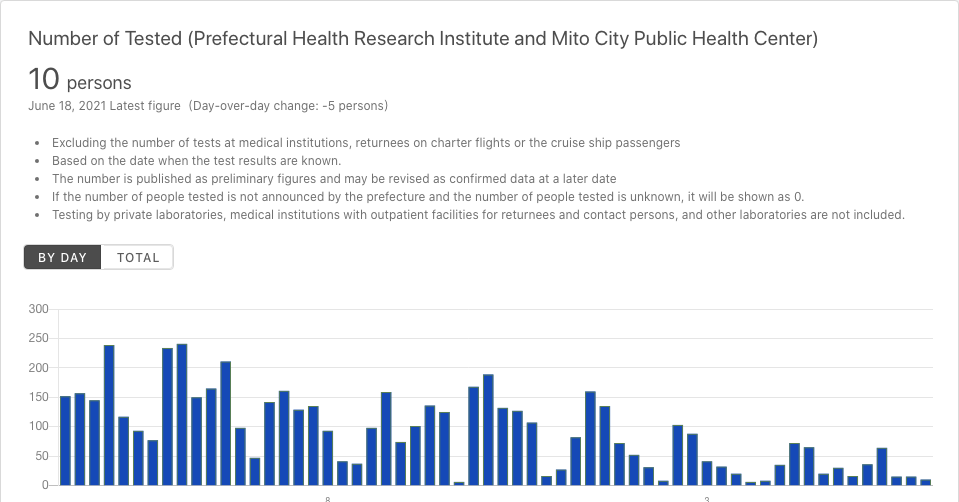 Number of Tested (Prefectural Health Research Institute and Mito City Public Health Center)
10 persons
June 18, 2021 Latest figure (Day-over-day change: -5 persons)
• Excluding the number of tests at medical institutions, returnees on charter flights or the cruise ship passengers
• Based on the date when the test results are known.
• The number is published as preliminary figures and may be revised as confirmed data at a later date
• If the number of people tested is not announced by the prefecture and the number of people tested is unknown, it will be shown as 0.
• Testing by private laboratories, medical institutions with outpatient facilities for returnees and contact persons, and other laboratories are not included.
BY DAY TOTAL
300
250
200
150
100
50
0